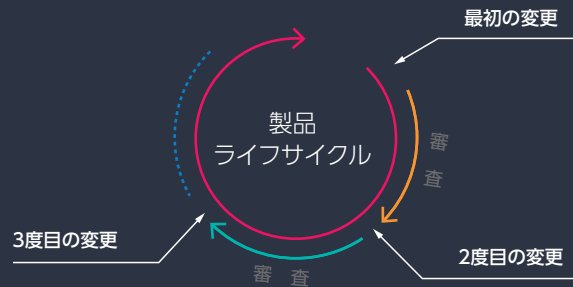 最初の変更
製品
ライフサイクル
審査
3度目の変更
2度目の変更
審査